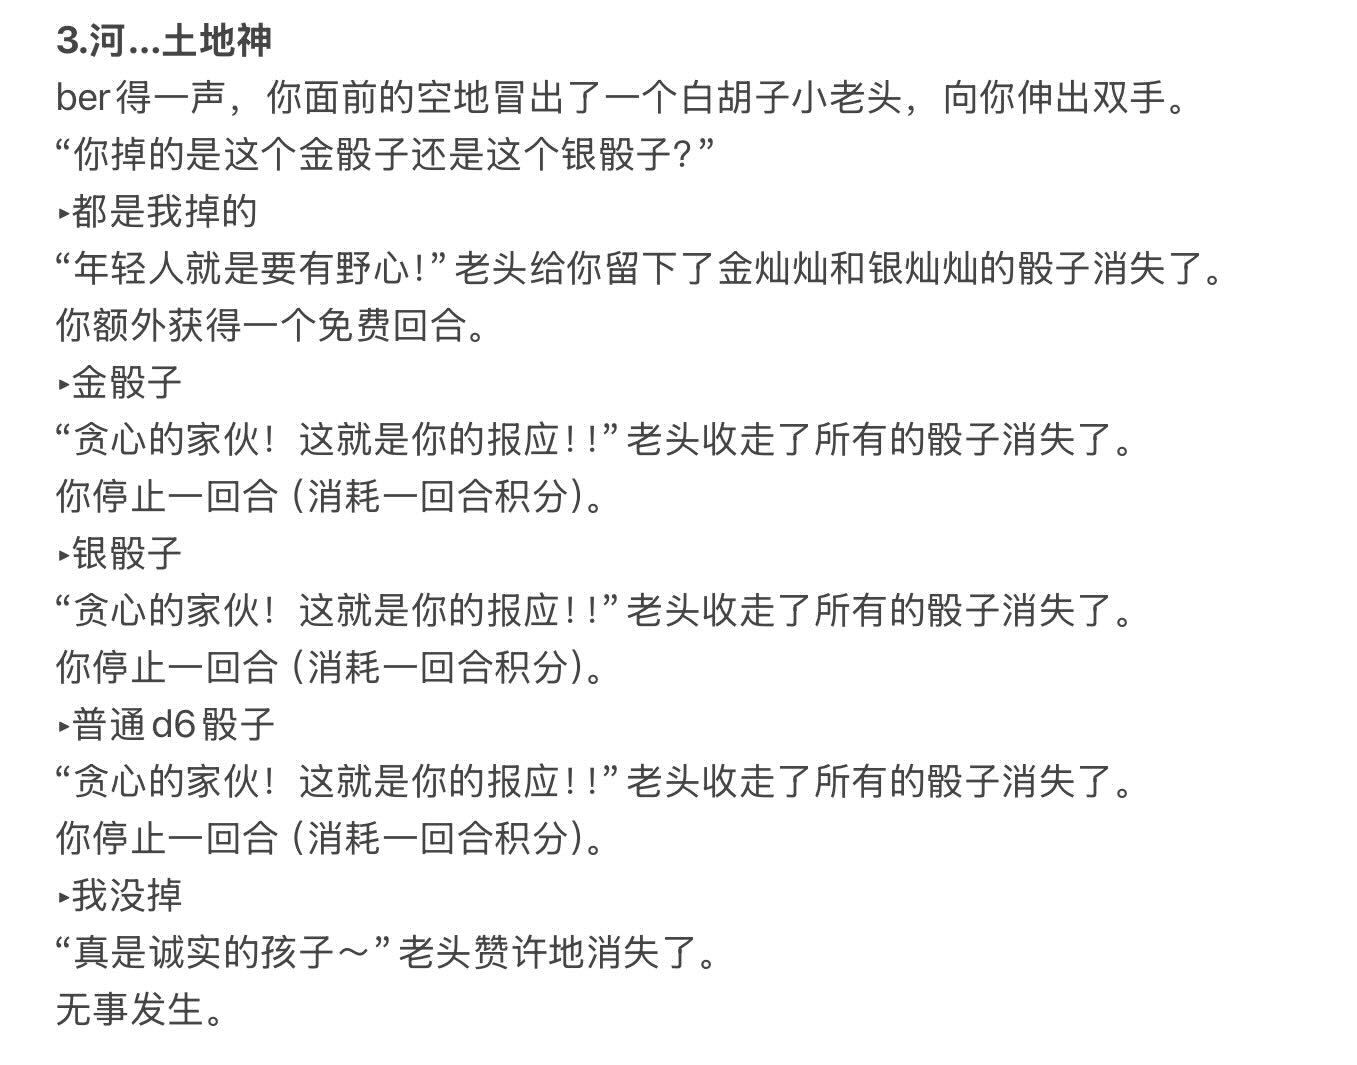 3.河...土地神
ber得一声，你面前的空地冒出了一个白胡子小老头，向你伸出双手。
“你掉的是这个金骰子还是这个银骰子？”
▸都是我掉的
“年轻人就是要有野心！”老头给你留下了金灿灿和银灿灿的骰子消失了。
你额外获得一个免费回合。
▸金骰子
“贪心的家伙！这就是你的报应！！”老头收走了所有的骰子消失了。
你停止一回合（消耗一回合积分）。
▸银骰子
“贪心的家伙！这就是你的报应！！”老头收走了所有的骰子消失了。
你停止一回合（消耗一回合积分）。
▸普通d6骰子
“贪心的家伙！这就是你的报应！！”老头收走了所有的骰子消失了。
你停止一回合（消耗一回合积分）。
▸我没掉
“真是诚实的孩子～”老头赞许地消失了。
无事发生。